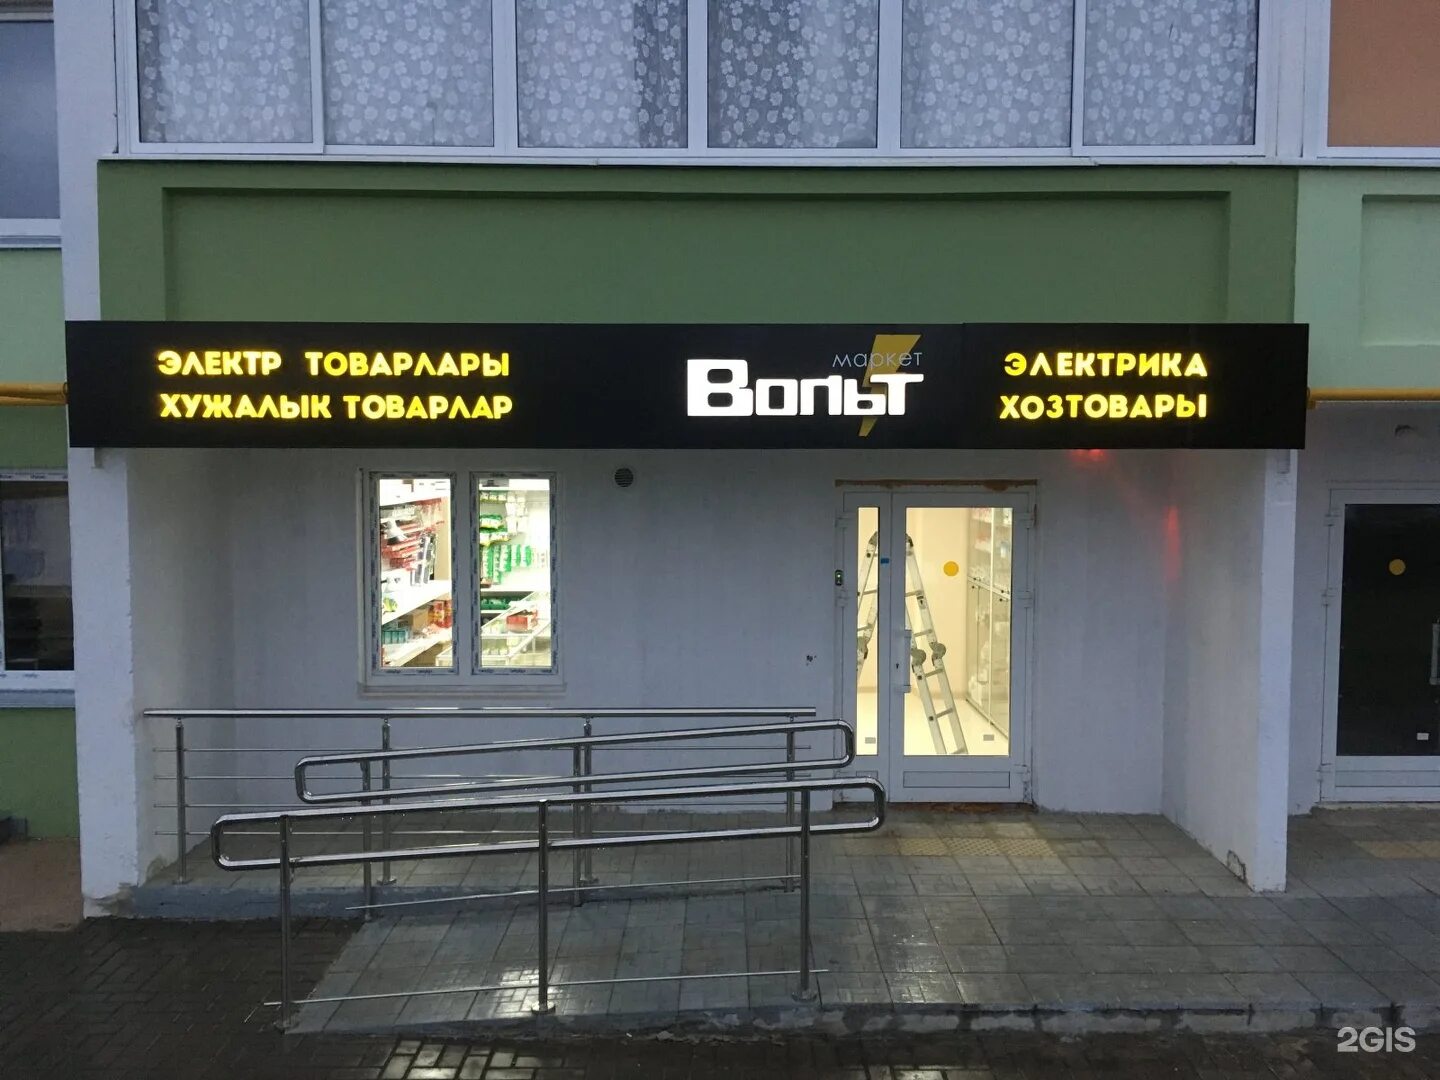 ЭЛЕКТР ТОВАРЛАРЫ
ХУЖАЛЫК ТОВАРЛАР
маркет
Вольт
ЭЛЕКТРИКА
ХОЗТОВАРЫ
2GIS